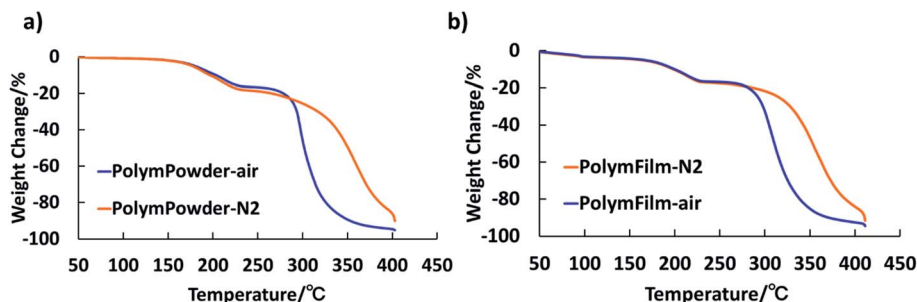 a)
0
-20
-40
-60
-80
-100
Weight Change/%
PolymPowder-air
PolymPowder-N2
50 100 150 200 250 300 350 400 450
Temperature/℃
b)
0
-20
-40
-60
-80
-100
Weight Change/%
PolymFilm-N2
PolymFilm-air
50 100 150 200 250 300 350 400 450
Temperature/℃